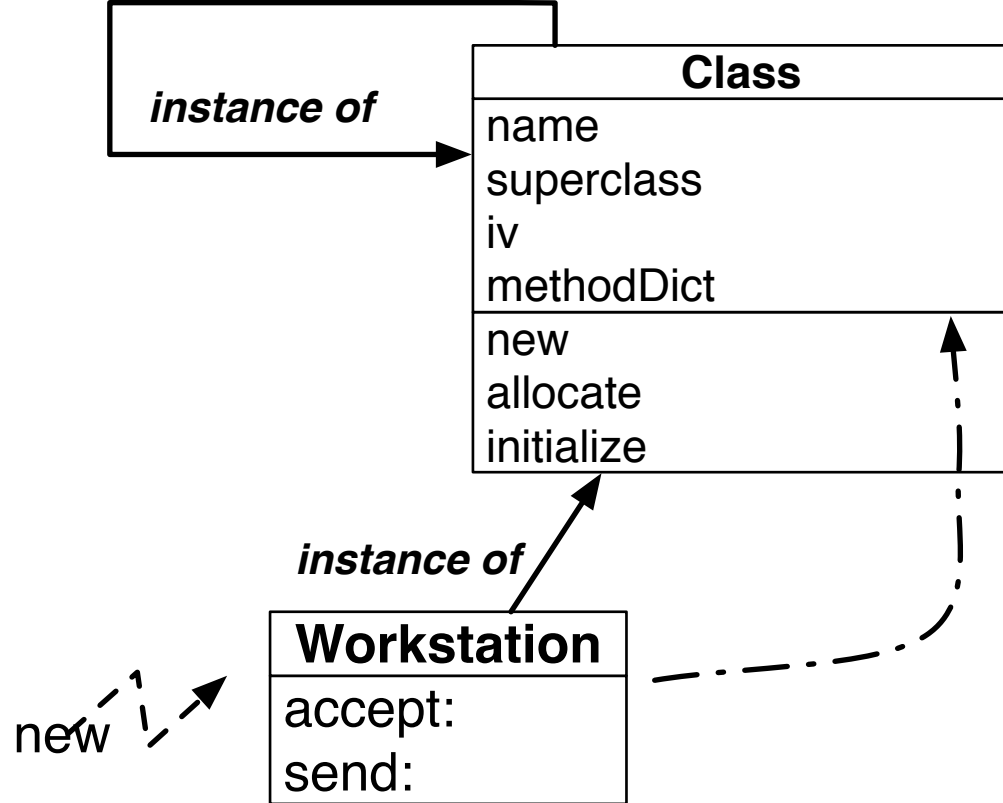 Class
instance of
name
superclass
iv
methodDict
new
allocate
initialize
instance of
Workstation
accept:
new
send: